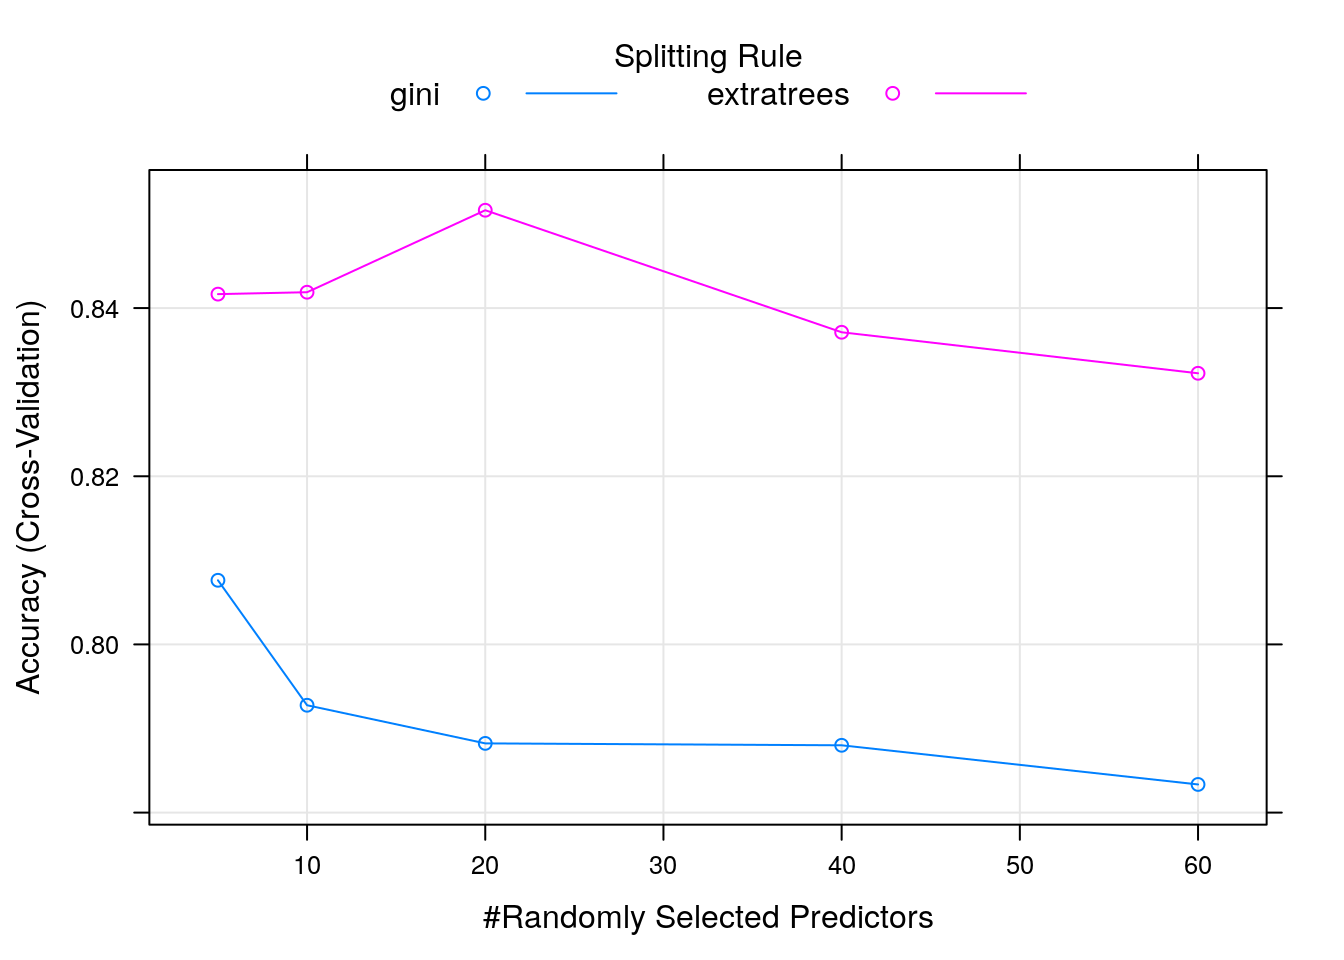 Splitting Rule
gini extratrees
Accuracy (Cross-Validation)
0.84
0.82
0.80
10 20 30 40 50 60
#Randomly Selected Predictors